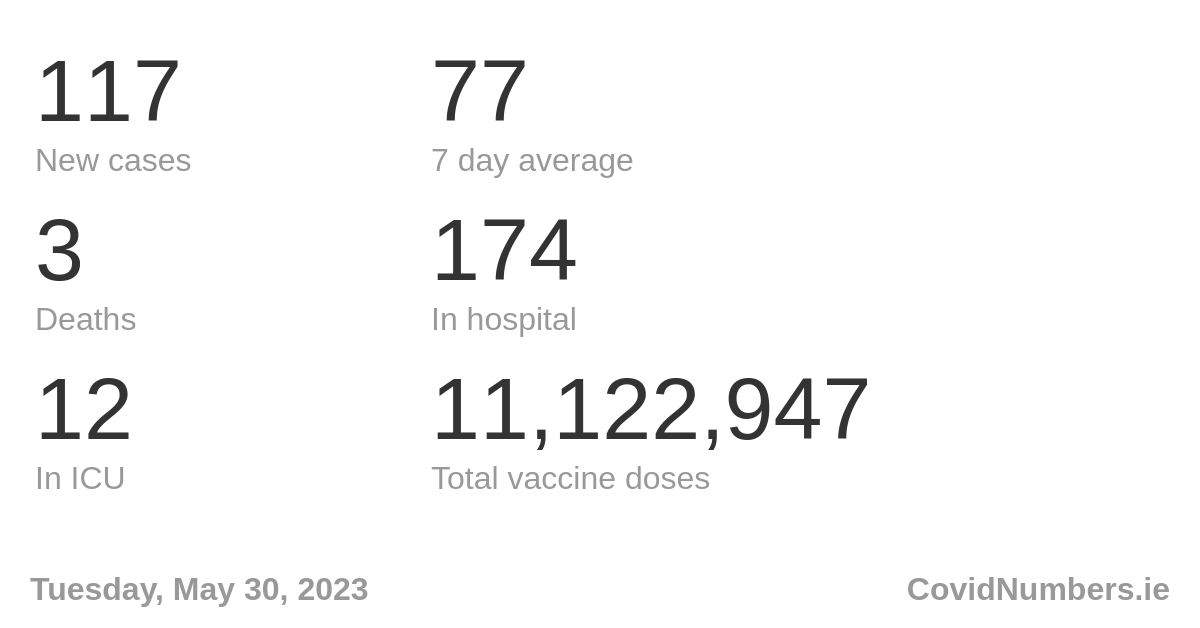 117
New cases
77
7 day average
3
Deaths
174
In hospital
12
In ICU
11,122,947
Total vaccine doses
Tuesday, May 30, 2023
CovidNumbers.ie